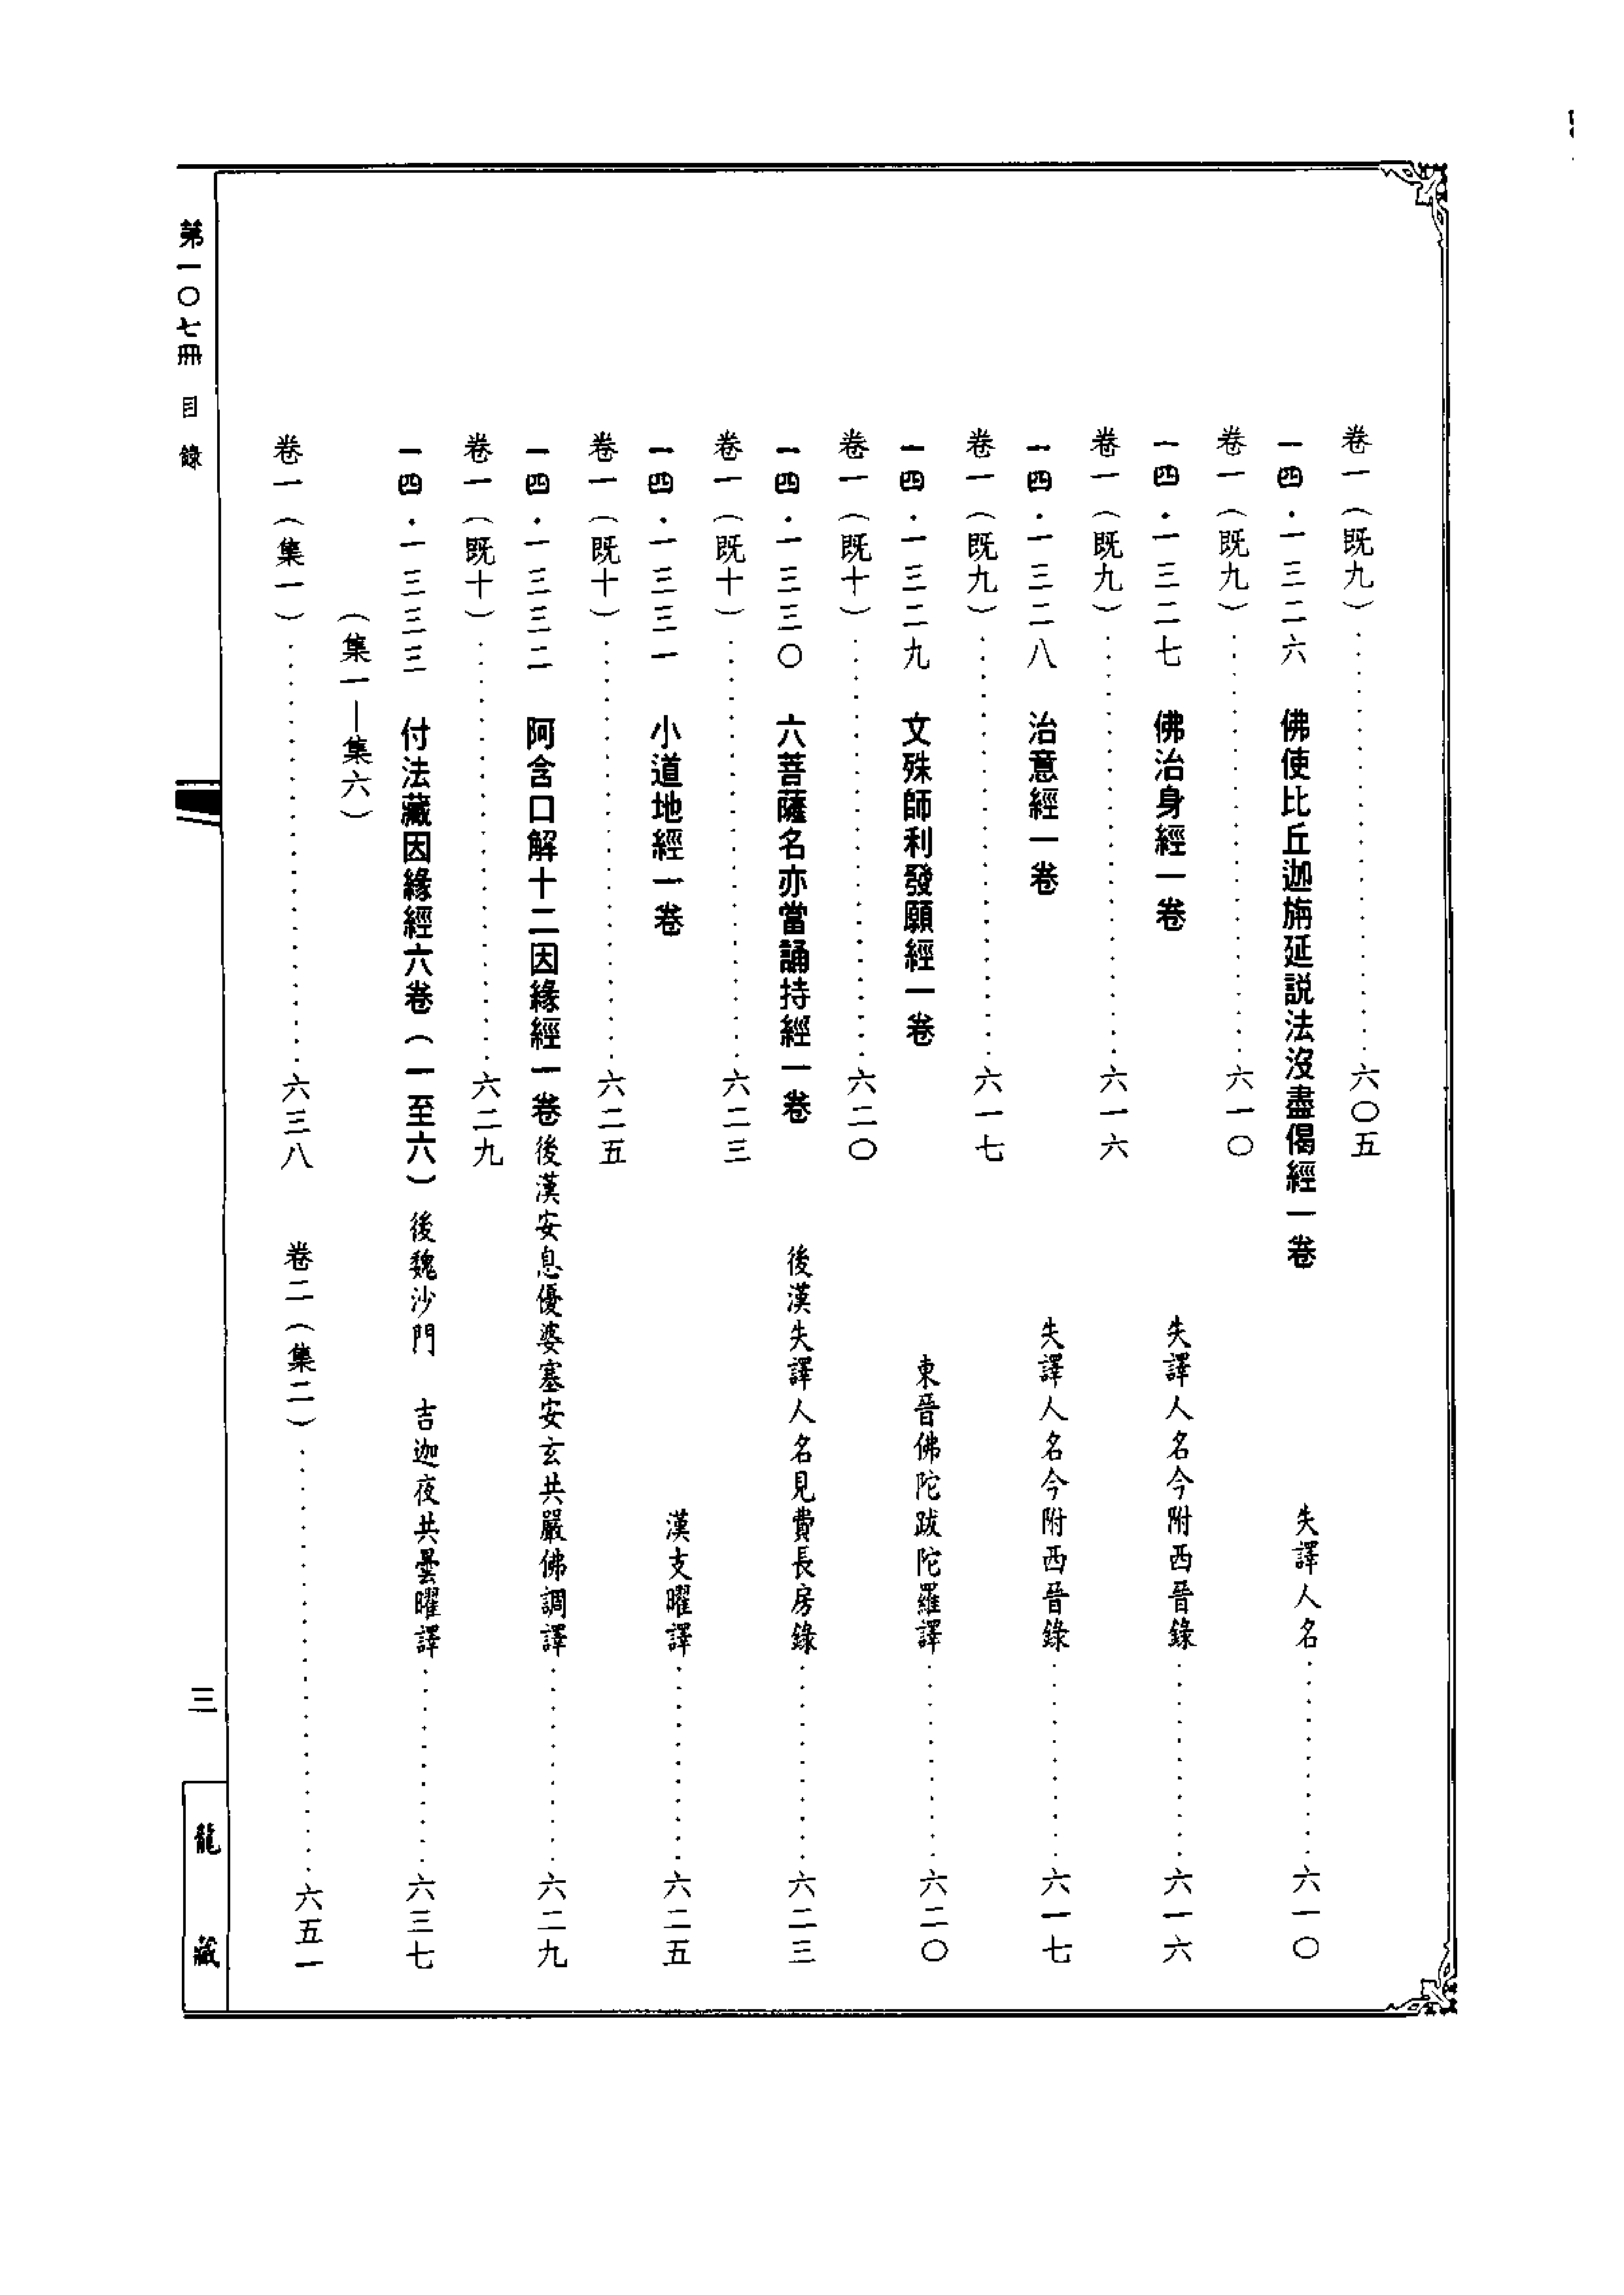 卷一（既九）……六〇五
一四．一三二六　佛使比丘迦旃延説法沒盡偈經一卷　失譯人名……六一〇
卷一（既九）……六一〇
一四．一三二七　佛治身經一卷　失譯人名今附西晉錄……六一六
卷一（既九）……六一六
一四．一三二八　治意經一卷　失譯人名今附西晉錄……六一七
卷一（既九）……六一七
一四．一三二九　文殊師利發願經一卷　東晉佛陀跋陀羅譯……六二〇
卷一（既十）……六二〇
一四．一三三〇　六菩薩名亦當誦持經一卷　後漢失譯人名見費長房錄……六二三
卷一（既十）……六二三
一四．一三三一　小道地經一卷　漢支曜譯……六二五
卷一（既十）……六二五
一四．一三三二　阿含口解十二因緣經一卷後漢安息優婆塞安玄共嚴佛調譯……六二九
卷一（既十）……六二九
一四．一三三三　付法藏因緣經六卷（一至六）後魏沙門　吉迦夜共曇曜譯……六三七
（集一—集六）
卷一（集一）……六三八　卷二（集二）……六五一
第一〇七冊　目錄
三
龍藏